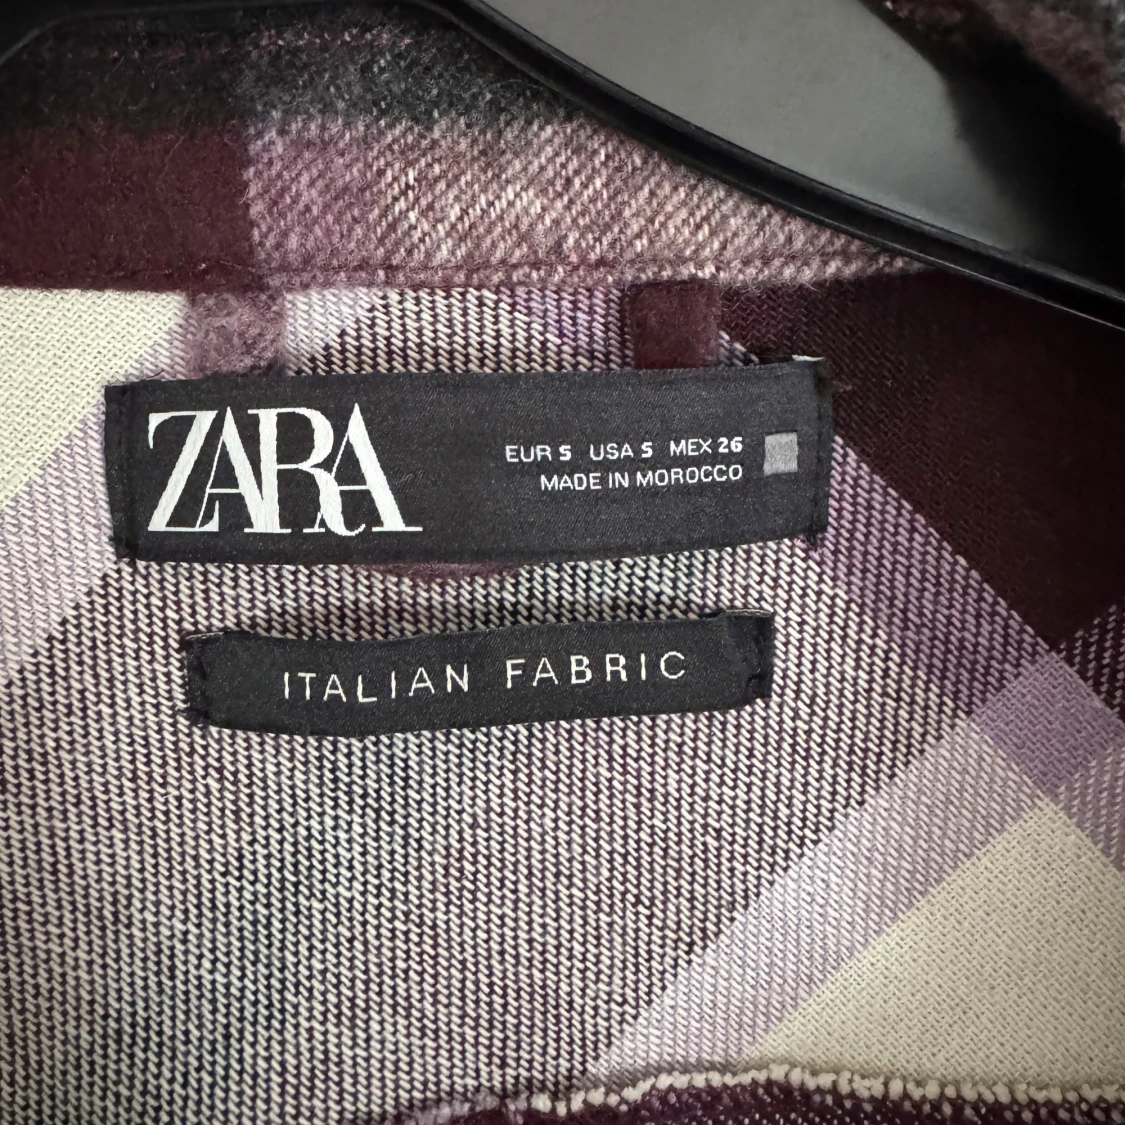 ZARA
EUR S USA S MEX 26
MADE IN MOROCCO
ITALIAN FABRIC